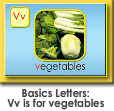 Vv
vegetables
Basics Letters:
Vv is for vegetables